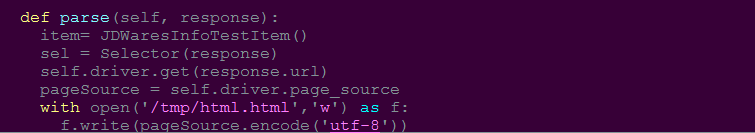 def parse(self, response):
item= JDWaresInfoTestItem()
sel = Selector(response)
self.driver.get(response.url)
pageSource = self.driver.page_source
with open('/tmp/html.html','w') as f:
f.write(pageSource.encode('utf-8'))